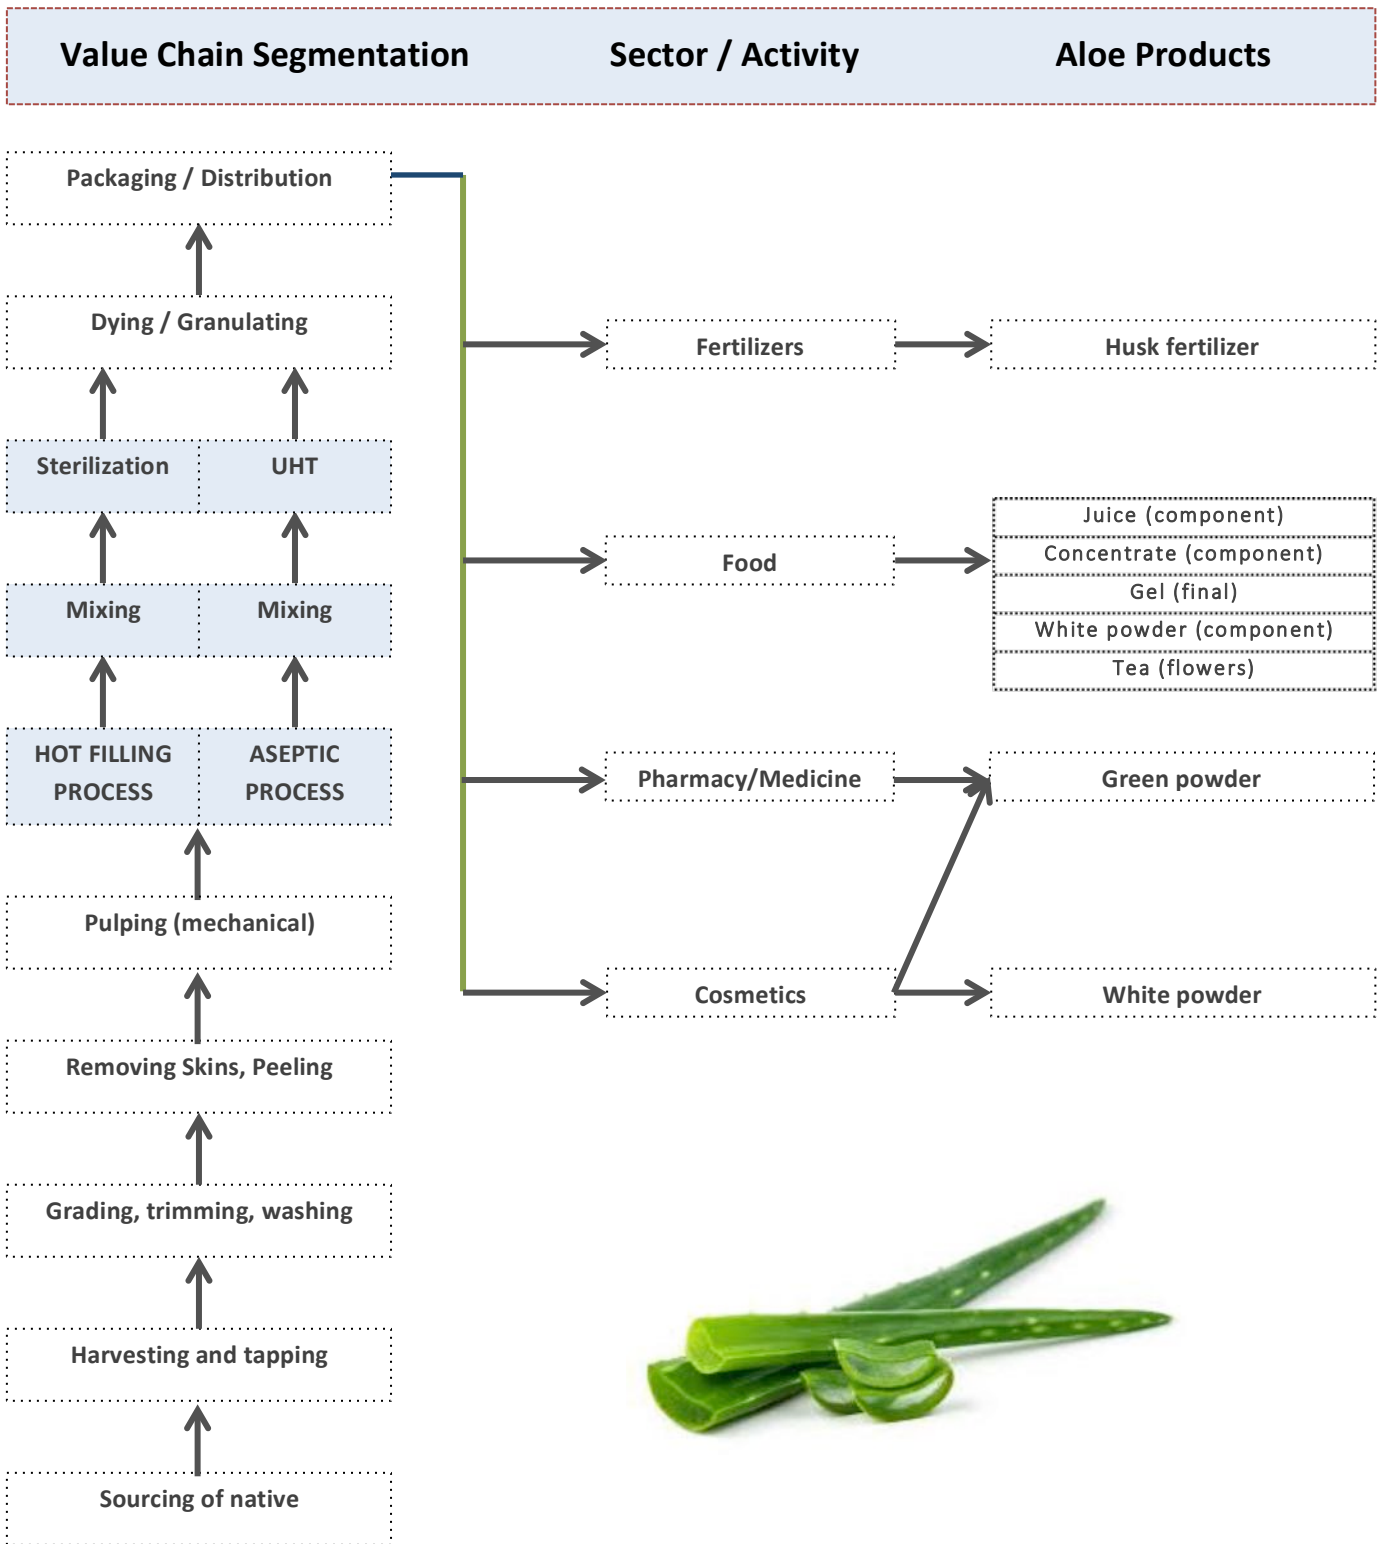 Value Chain Segmentation
Sector / Activity
Aloe Products
Packaging / Distribution
Dying / Granulating
Sterilization
UHT
Mixing
Mixing
HOT FILLING
PROCESS
ASEPTIC
PROCESS
Pulping (mechanical)
Removing Skins, Peeling
Grading, trimming, washing
Harvesting and tapping
Sourcing of native
Fertilizers
Husk fertilizer
Food
Juice (component)
Concentrate (component)
Gel (final)
White powder (component)
Tea (flowers)
Pharmacy/Medicine
Green powder
Cosmetics
White powder